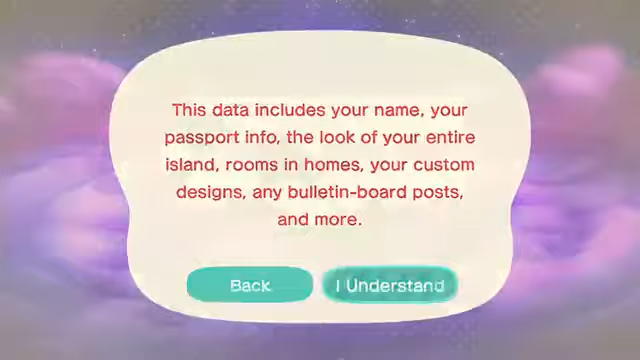 This data includes your name, your
passport info, the look of your entire
island, rooms in homes, your custom
designs, any bulletin-board posts,
and more.
Back
I Understand